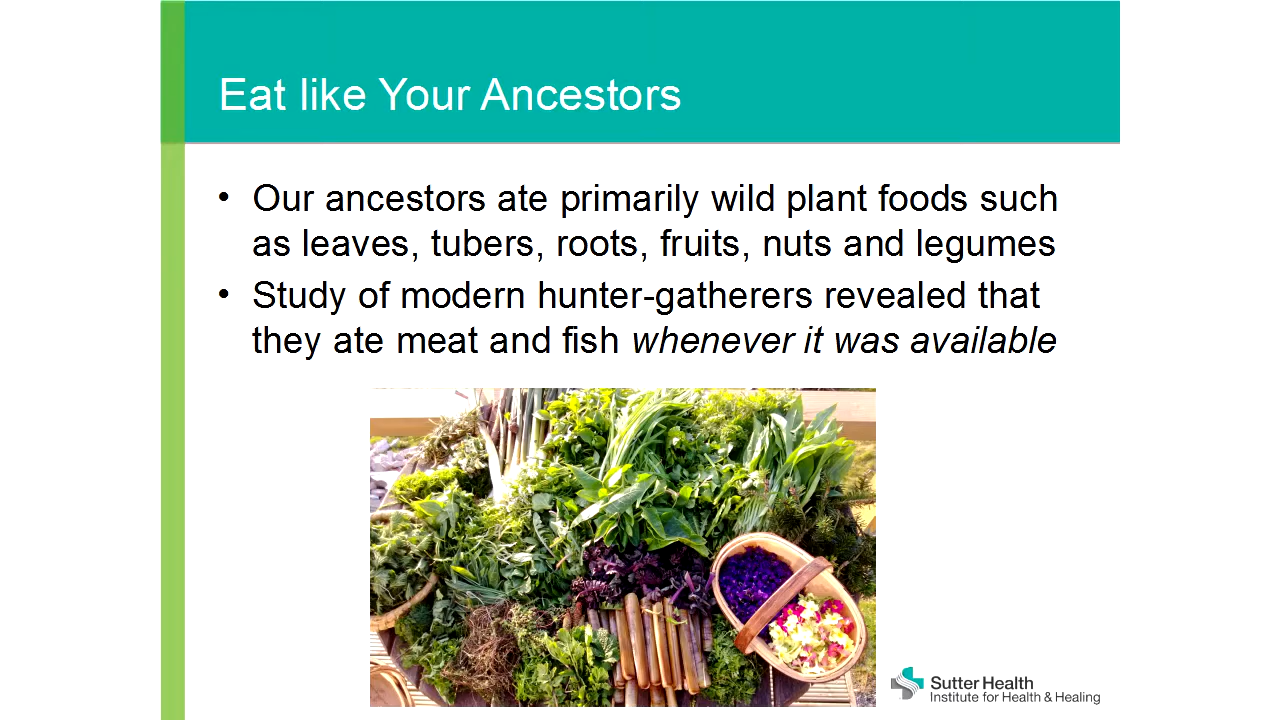 Eat like Your Ancestors
• Our ancestors ate primarily wild plant foods such
as leaves, tubers, roots, fruits, nuts and legumes
• Study of modern hunter-gatherers revealed that
they ate meat and fish whenever it was available
Sutter Health
Institute for Health & Healing